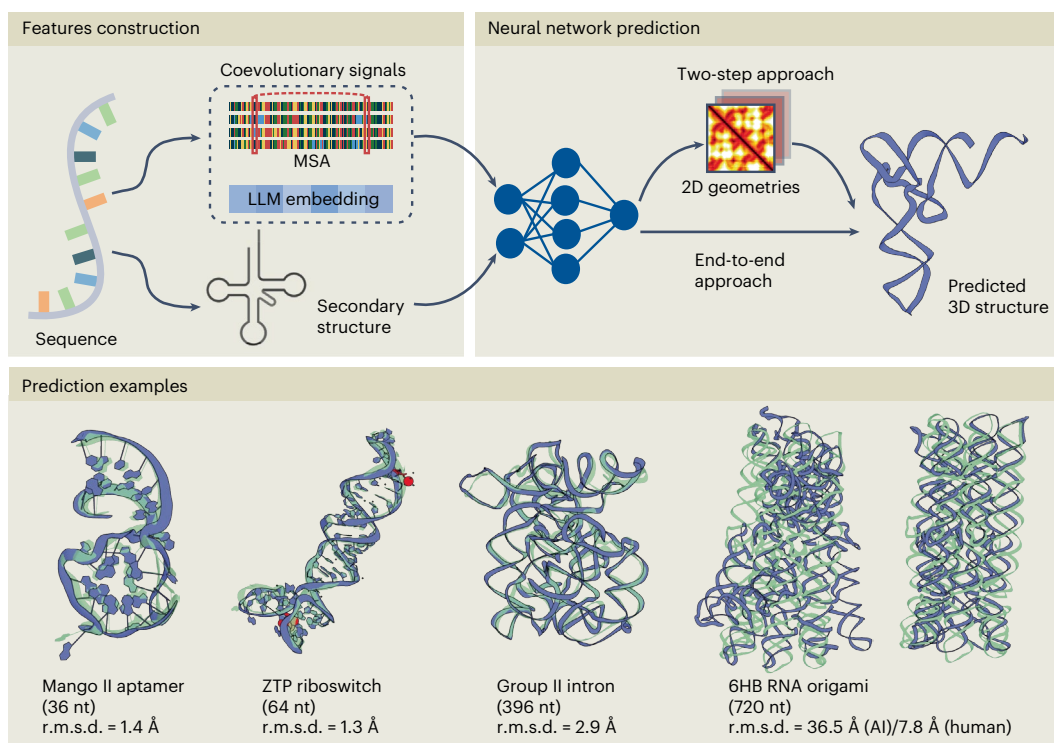 Features construction
Coevolutionary signals
MSA
LLM embedding
Secondary
structure
Sequence
Neural network prediction
Two-step approach
2D geometries
End-to-end
approach
Predicted
3D structure
Prediction examples
Mango II aptamer
(36 nt)
r.m.s.d. = 1.4 Å
ZTP riboswitch
(64 nt)
r.m.s.d. = 1.3 Å
Group II intron
(396 nt)
r.m.s.d. = 2.9 Å
6HB RNA origami
(720 nt)
r.m.s.d. = 36.5 Å (AI)/7.8 Å (human)